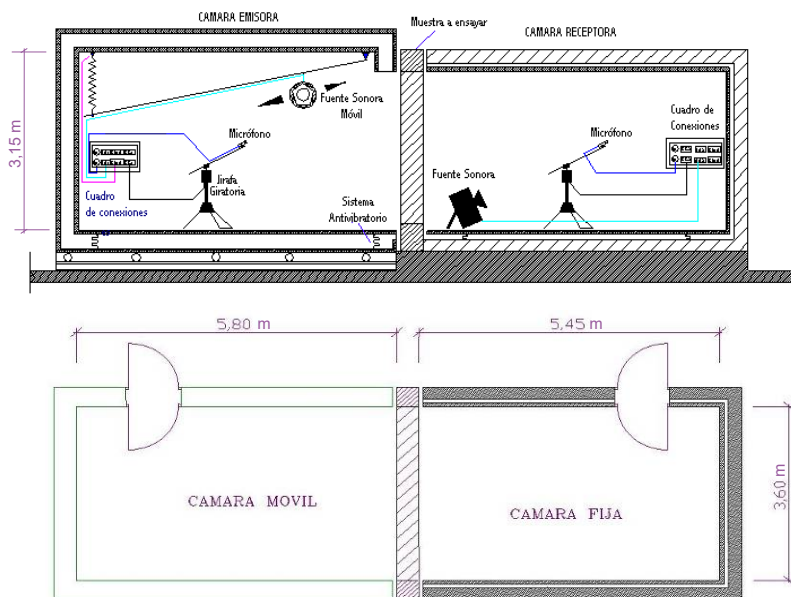 CAMARA EMISORA
Muestra a ensayar
CAMARA RECEPTORA
3,15 m
Fuente Sonora
Móvil
Micrófono
Jirafa
Giratoria
Cuadro
de conexiones
Sistema
Antivibratorio
Fuente Sonora
Micrófono
Cuadro de
Conexiones
5,80 m
5,45 m
CAMARA MOVIL
CAMARA FIJA
3,60 m